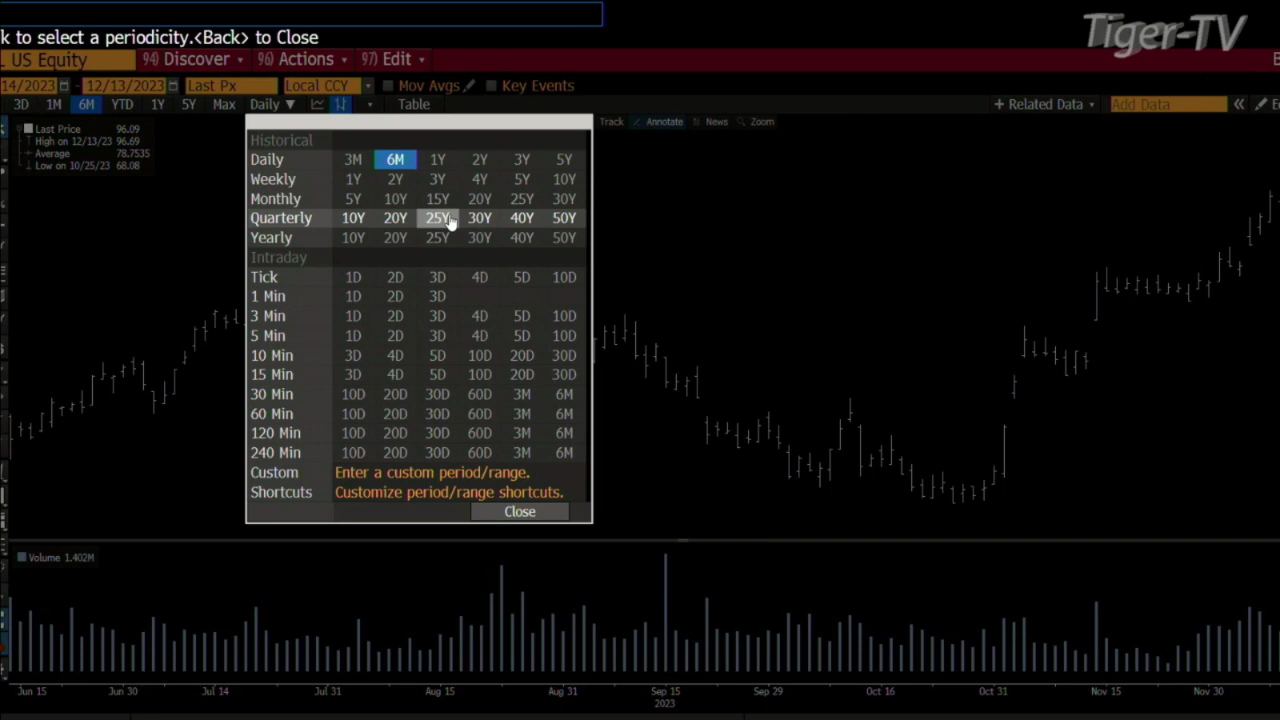 Tiger-TV
k to select a periodicity.<Back> to Close
US Equity 94) Discover 96) Actions 97) Edit
14/2023 12/13/2023 Last Px Local CCY Mov Avgs Key Events
3D 1M 6M YTD 1Y 5Y Max Daily ▼ Table + Related Data Add Data «
Track Annotate News Zoom
Last Price 96.09
High on 12/13/23 96.69
Average 78.7535
Low on 10/25/23 68.08
Historical
Daily 3M 6M 1Y 2Y 3Y 5Y
Weekly 1Y 2Y 3Y 4Y 5Y 10Y
Monthly 5Y 10Y 15Y 20Y 25Y 30Y
Quarterly 10Y 20Y 25Y 30Y 40Y 50Y
Yearly 10Y 20Y 25Y 30Y 40Y 50Y
Intraday
Tick 1D 2D 3D 4D 5D 10D
1 Min 1D 2D 3D
3 Min 1D 2D 3D 4D 5D 10D
5 Min 1D 2D 3D 4D 5D 10D
10 Min 3D 4D 5D 10D 20D 30D
15 Min 3D 4D 5D 10D 20D 30D
30 Min 10D 20D 30D 60D 3M 6M
60 Min 10D 20D 30D 60D 3M 6M
120 Min 10D 20D 30D 60D 3M 6M
240 Min 10D 20D 30D 60D 3M 6M
Custom Enter a custom period/range.
Shortcuts Customize period/range shortcuts.
Close
Volume 1.402M
Jun 15 Jun 30 Jul 14 Jul 31 Aug 15 Aug 31 Sep 15 Sep 29 Oct 16 Oct 31 Nov 15 Nov 30
2023